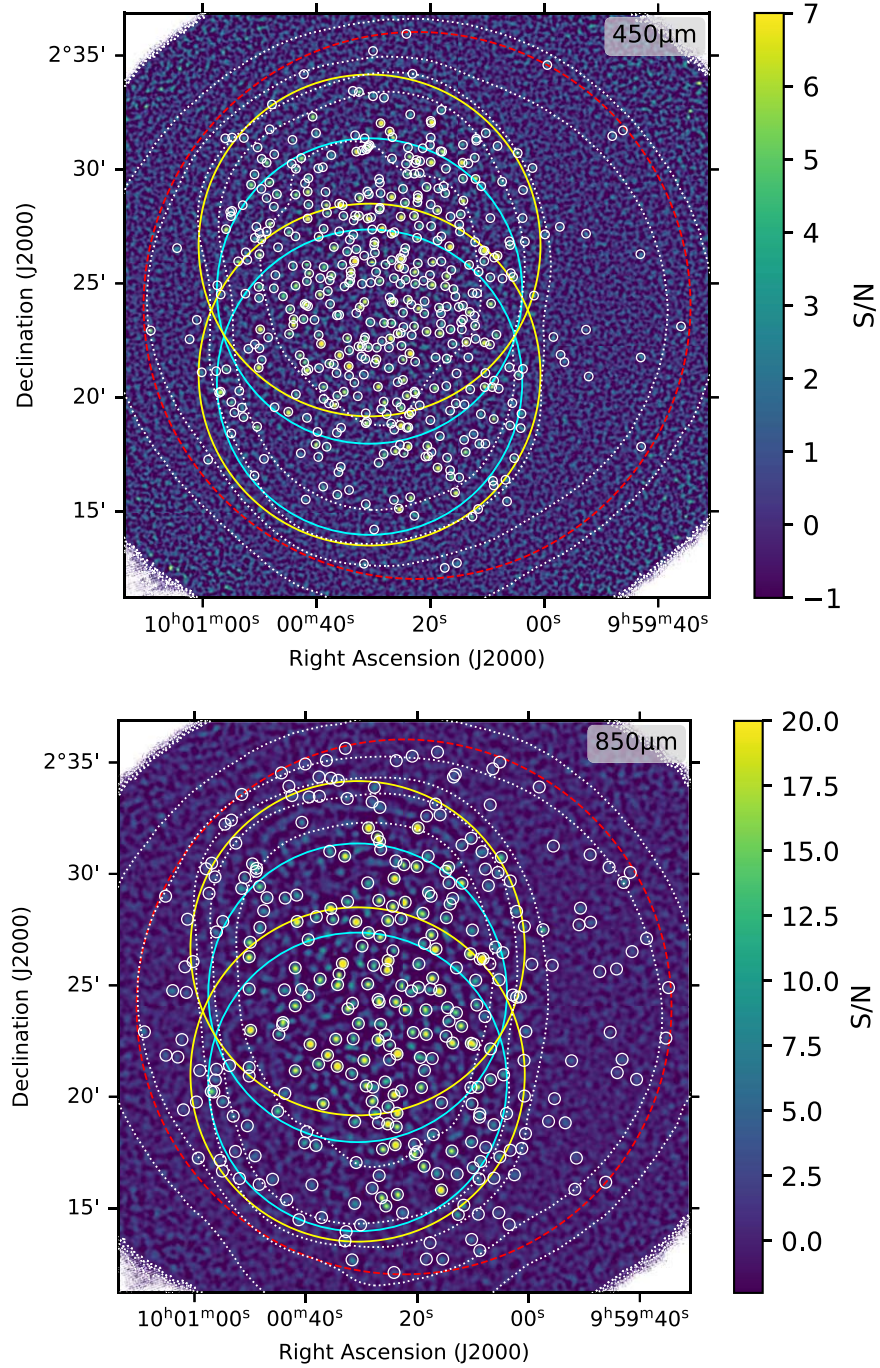 450μm
2°35'
30'
25'
20'
15'
Declination (J2000)
10ʰ01ᵐ00ˢ 00ᵐ40ˢ 20ˢ 00ˢ 9ʰ59ᵐ40ˢ
Right Ascension (J2000)
7
6
5
4
3
2
1
0
−1
S/N
850μm
2°35'
30'
25'
20'
15'
Declination (J2000)
10ʰ01ᵐ00ˢ 00ᵐ40ˢ 20ˢ 00ˢ 9ʰ59ᵐ40ˢ
Right Ascension (J2000)
20.0
17.5
15.0
12.5
10.0
7.5
5.0
2.5
0.0
S/N